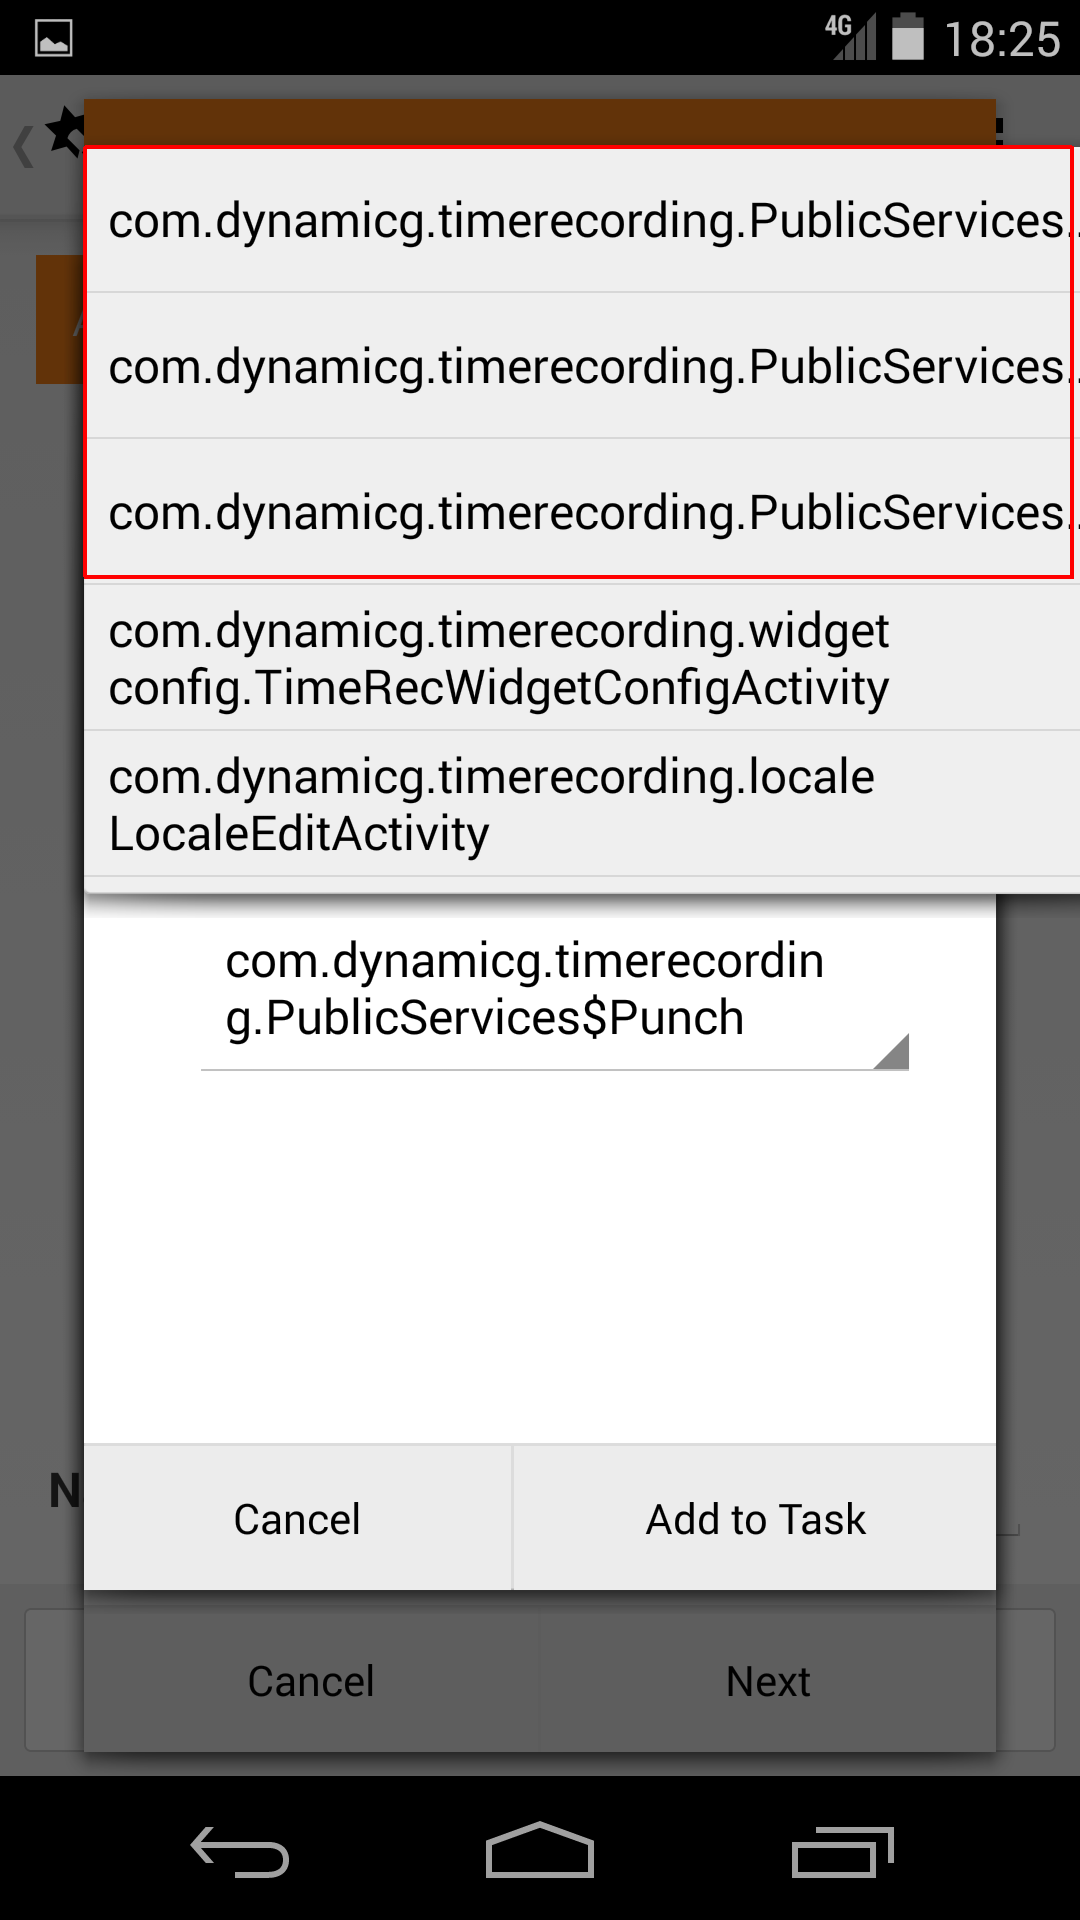 4G 18:25
com.dynamicg.timerecording.PublicServices..
com.dynamicg.timerecording.PublicServices..
com.dynamicg.timerecording.PublicServices..
com.dynamicg.timerecording.widget
config.TimeRecWidgetConfigActivity
com.dynamicg.timerecording.locale
LocaleEditActivity
com.dynamicg.timerecordin
g.PublicServices$Punch
N
Cancel Add to Task
Cancel Next